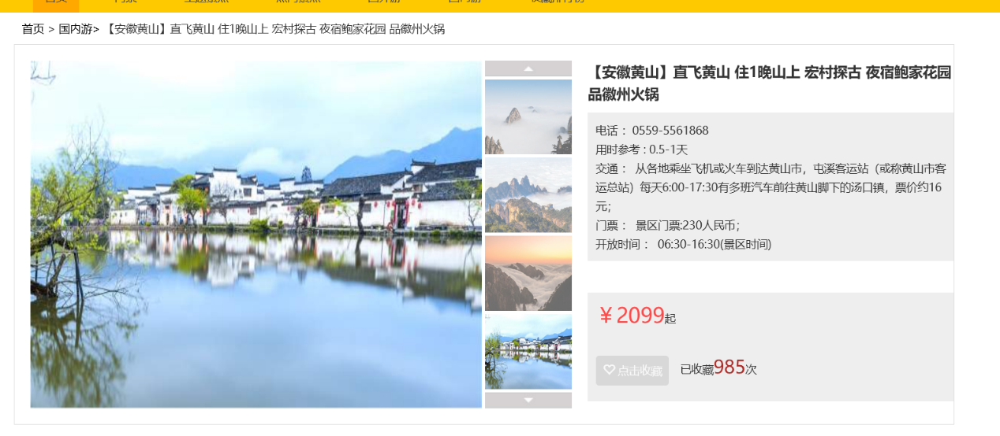 首页 > 国内游> 【安徽黄山】直飞黄山 住1晚山上 宏村探古 夜宿鲍家花园 品徽州火锅
【安徽黄山】直飞黄山 住1晚山上 宏村探古 夜宿鲍家花园
品徽州火锅
电话： 0559-5561868
用时参考 : 0.5-1天
交通： 从各地乘坐飞机或火车到达黄山市，屯溪客运站（或称黄山市客
运总站）每天6:00-17:30有多班汽车前往黄山脚下的汤口镇，票价约16
元；
门票： 景区门票:230人民币；
开放时间： 06:30-16:30(景区时间)
￥2099起
点击收藏 已收藏985次